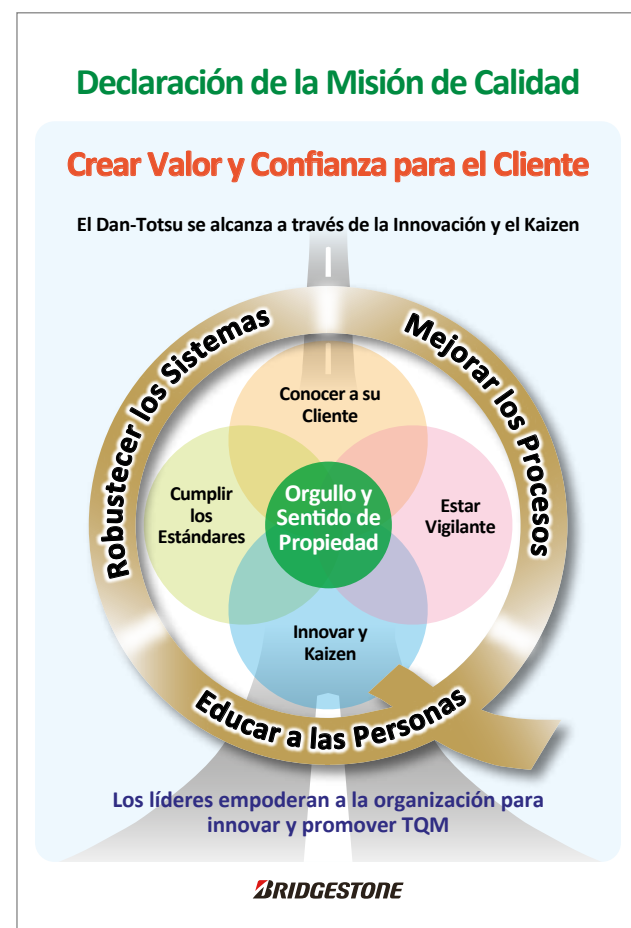 Declaración de la Misión de Calidad
Crear Valor y Confianza para el Cliente
El Dan-Totsu se alcanza a través de la Innovación y el Kaizen
Robustecer los Sistemas
Mejorar los Procesos
Conocer a su
Cliente
Cumplir
los
Estándares
Orgullo y
Sentido de
Propiedad
Estar
Vigilante
Innovar y
Kaizen
Educar a las Personas
Los líderes empoderan a la organización para
innovar y promover TQM
BRIDGESTONE